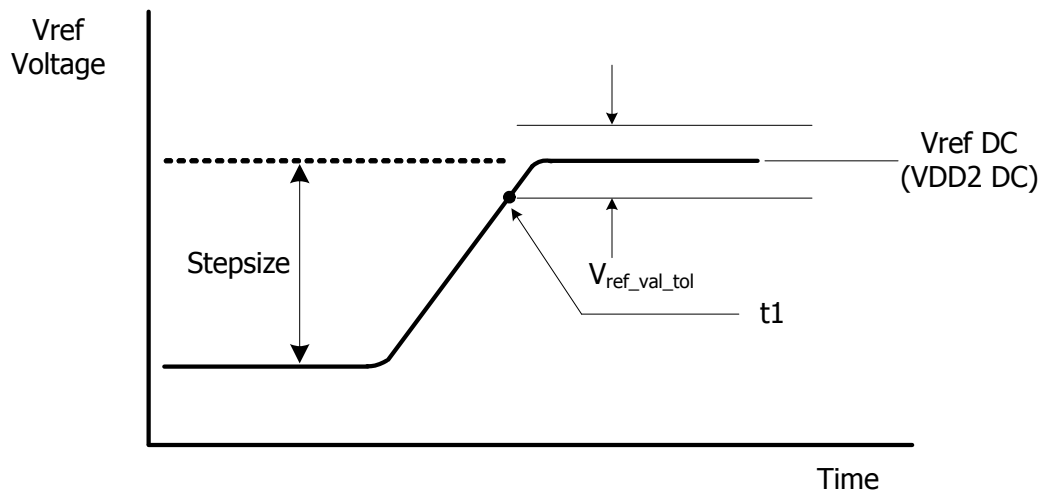 Vref
Voltage
Vref DC
(VDD2 DC)
Stepsize
Vref_val_tol
t1
Time